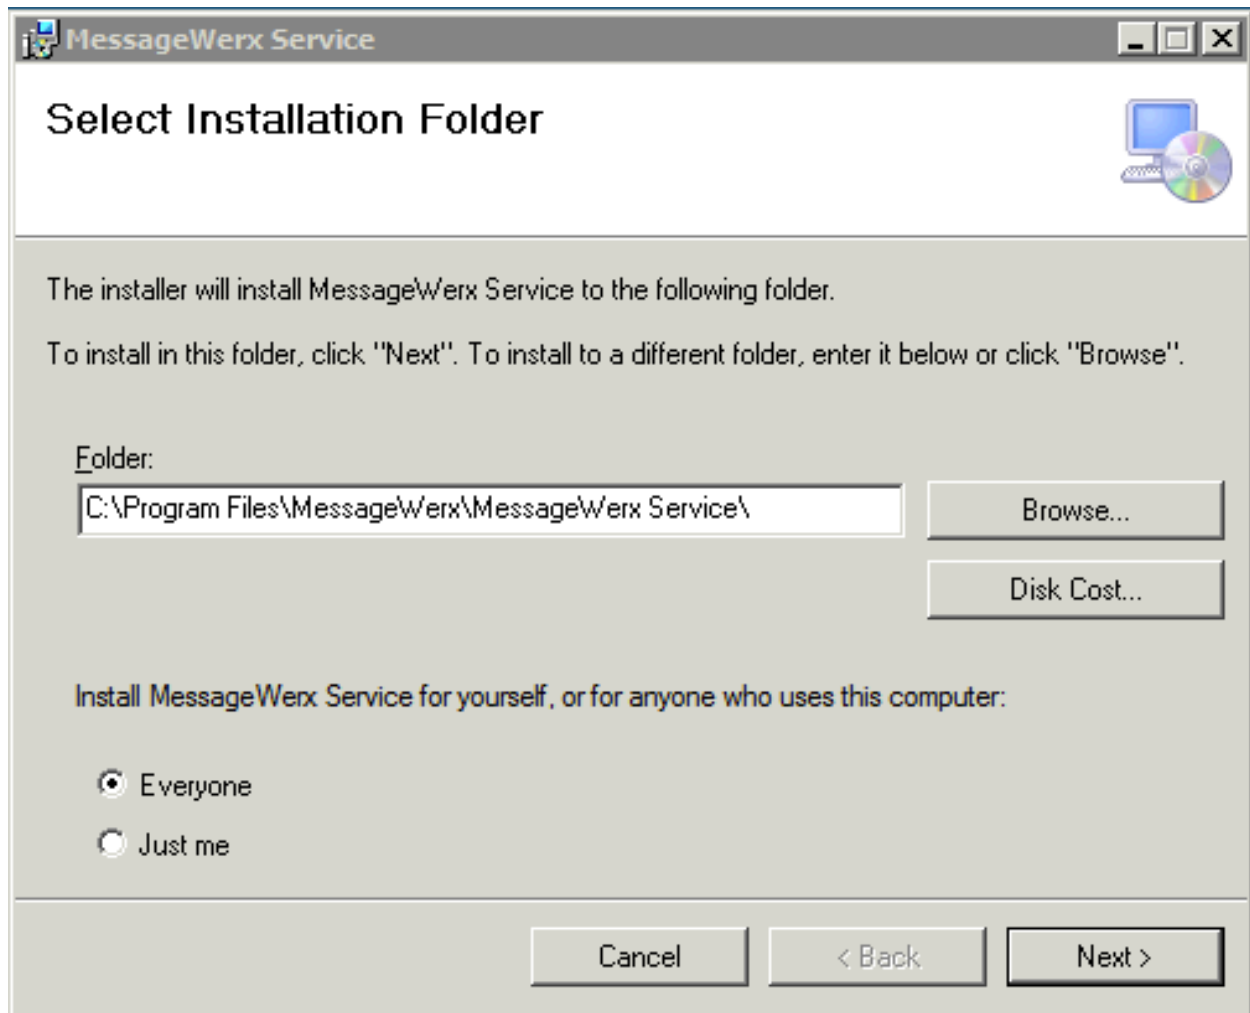 MessageWerx Service
Select Installation Folder
The installer will install MessageWerx Service to the following folder.
To install in this folder, click "Next". To install to a different folder, enter it below or click "Browse".
Folder:
C:\Program Files\MessageWerx\MessageWerx Service\
Browse...
Disk Cost...
Install MessageWerx Service for yourself, or for anyone who uses this computer:
Everyone
Just me
Cancel
< Back
Next >